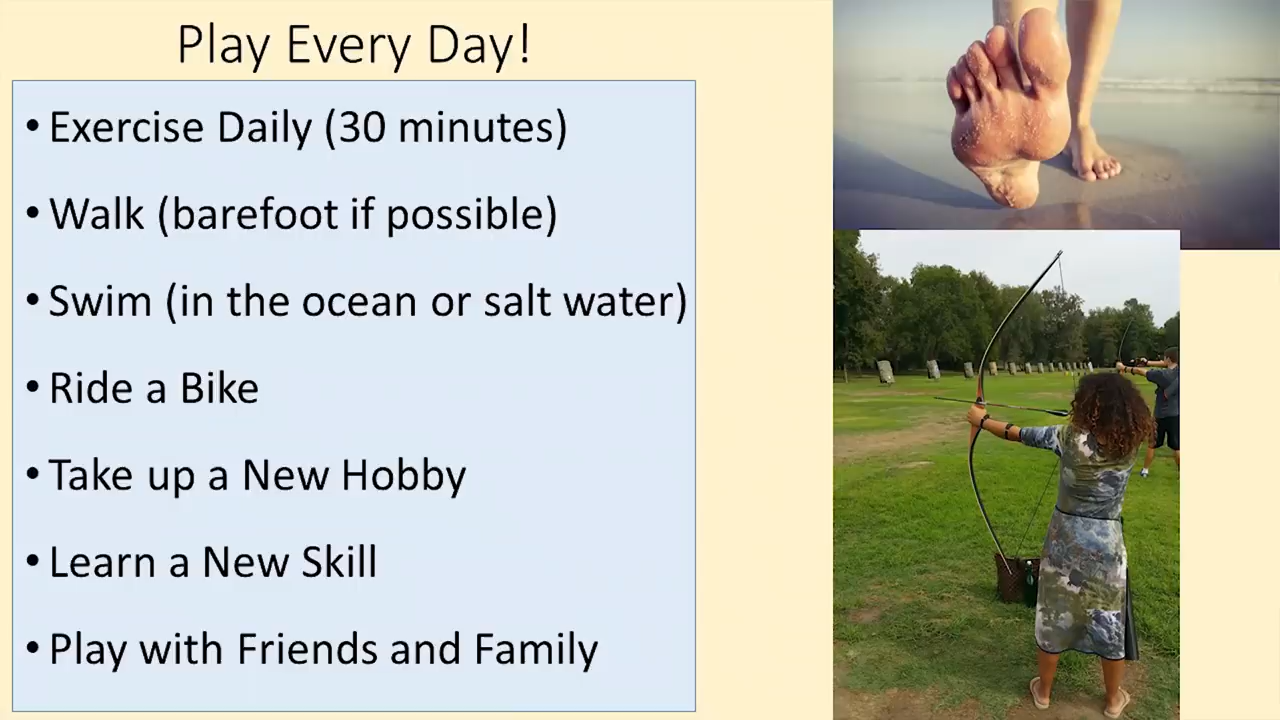 Play Every Day!
• Exercise Daily (30 minutes)
• Walk (barefoot if possible)
• Swim (in the ocean or salt water)
• Ride a Bike
• Take up a New Hobby
• Learn a New Skill
• Play with Friends and Family